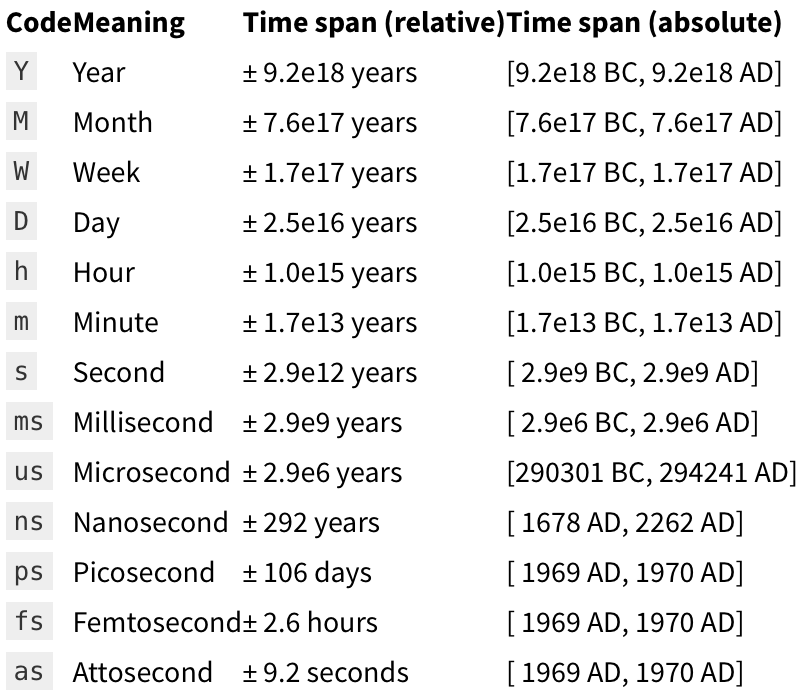 Code Meaning Time span (relative) Time span (absolute)
Y Year ± 9.2e18 years [9.2e18 BC, 9.2e18 AD]
M Month ± 7.6e17 years [7.6e17 BC, 7.6e17 AD]
W Week ± 1.7e17 years [1.7e17 BC, 1.7e17 AD]
D Day ± 2.5e16 years [2.5e16 BC, 2.5e16 AD]
h Hour ± 1.0e15 years [1.0e15 BC, 1.0e15 AD]
m Minute ± 1.7e13 years [1.7e13 BC, 1.7e13 AD]
s Second ± 2.9e12 years [ 2.9e9 BC, 2.9e9 AD]
ms Millisecond ± 2.9e9 years [ 2.9e6 BC, 2.9e6 AD]
us Microsecond ± 2.9e6 years [290301 BC, 294241 AD]
ns Nanosecond ± 292 years [ 1678 AD, 2262 AD]
ps Picosecond ± 106 days [ 1969 AD, 1970 AD]
fs Femtosecond ± 2.6 hours [ 1969 AD, 1970 AD]
as Attosecond ± 9.2 seconds [ 1969 AD, 1970 AD]